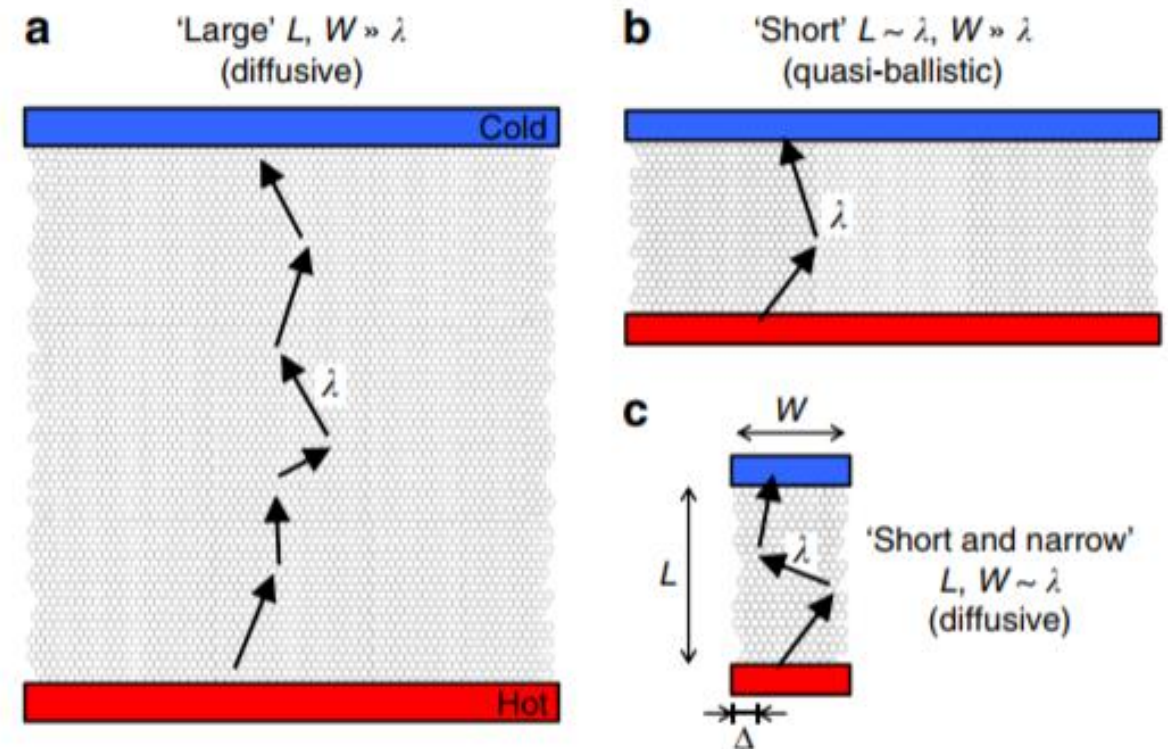 a
'Large' L, W » λ
(diffusive)
Cold
λ
Hot
b
'Short' L ~ λ, W » λ
(quasi-ballistic)
λ
c
W
L
λ
Δ
'Short and narrow'
L, W ~ λ
(diffusive)